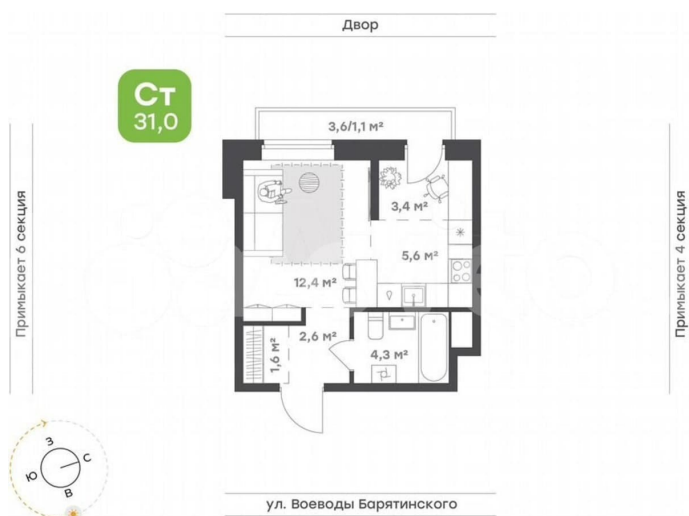 Двор
Ст
31,0
3,6/1,1 м²
3,4 м²
5,6 м²
12,4 м²
2,6 м²
1,6 м²
4,3 м²
Примыкает 6 секция
Примыкает 4 секция
З
С
Ю
В
ул. Воеводы Барятинского